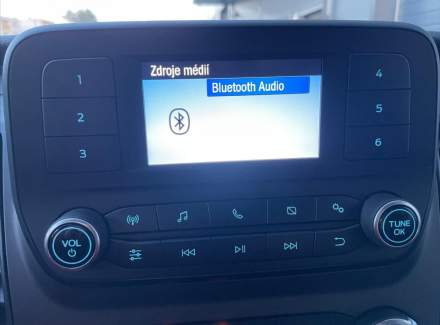 Zdroje médií
Bluetooth Audio
1
2
3
4
5
6
VOL
TUNE
OK